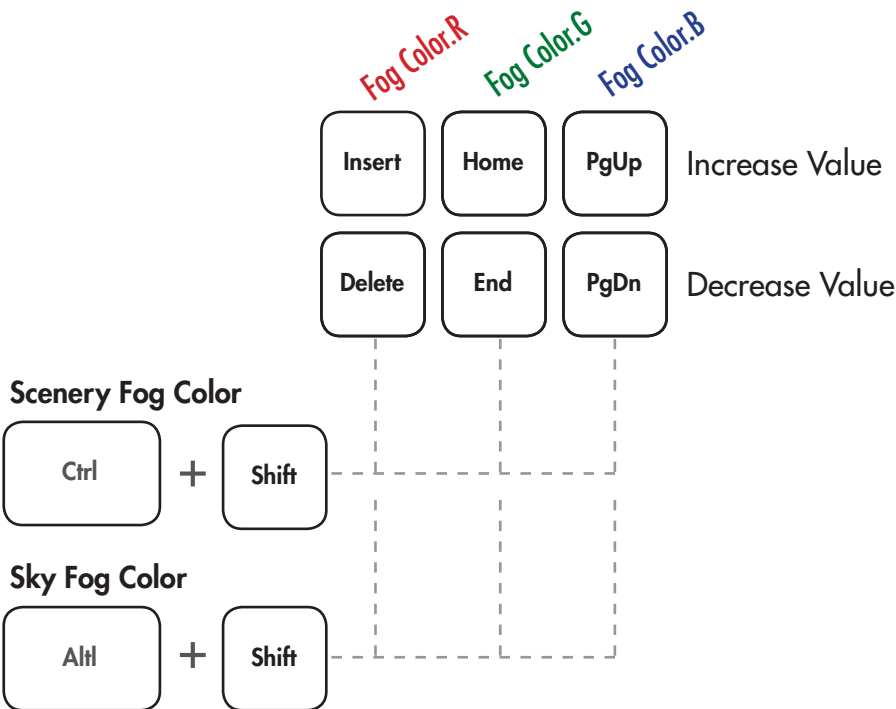 Fog Color.R
Fog Color.G
Fog Color.B
Insert
Home
PgUp
Increase Value
Delete
End
PgDn
Decrease Value
Scenery Fog Color
Ctrl
+
Shift
Sky Fog Color
Altl
+
Shift